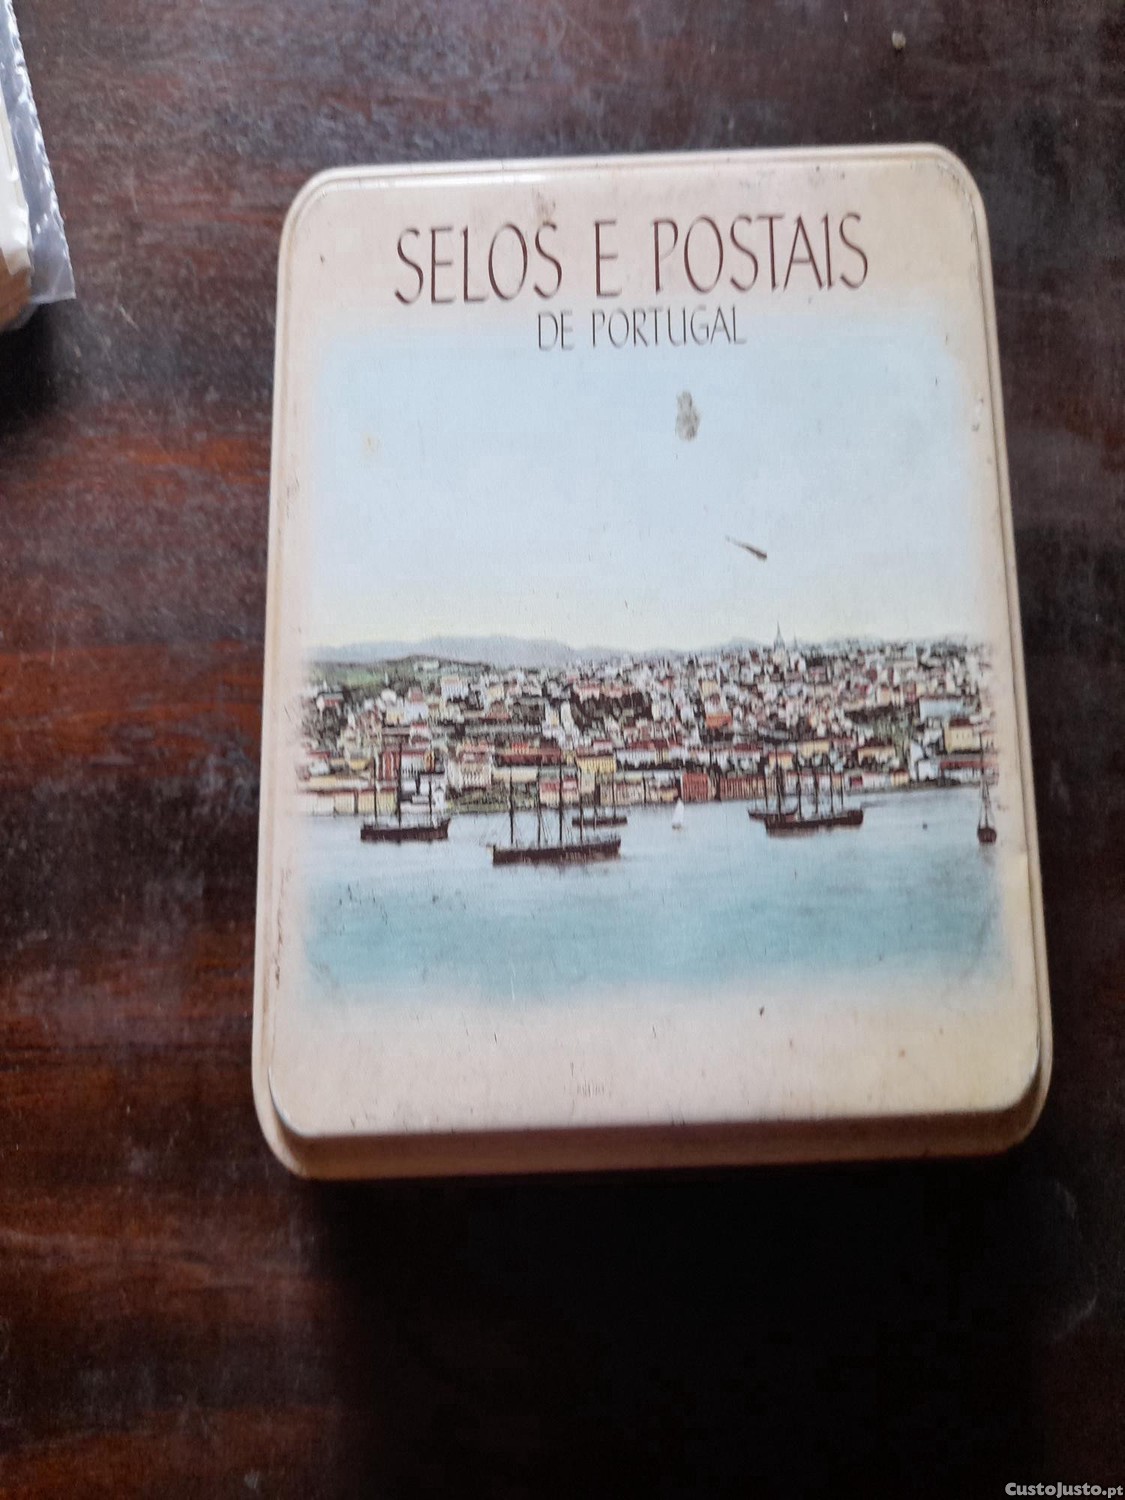 SELOS E POSTAIS
DE PORTUGAL
CustoJusto.pt